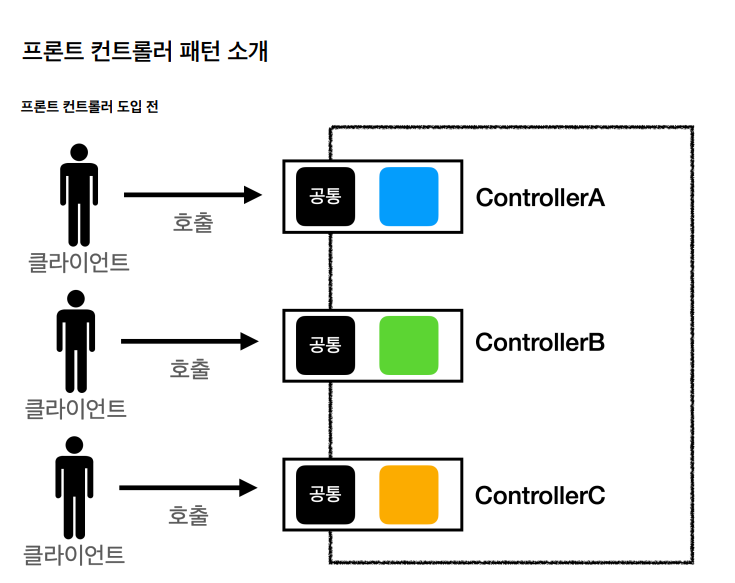 프론트 컨트롤러 패턴 소개
프론트 컨트롤러 도입 전
공통
ControllerA
호출
클라이언트
공통
ControllerB
호출
클라이언트
공통
ControllerC
호출
클라이언트